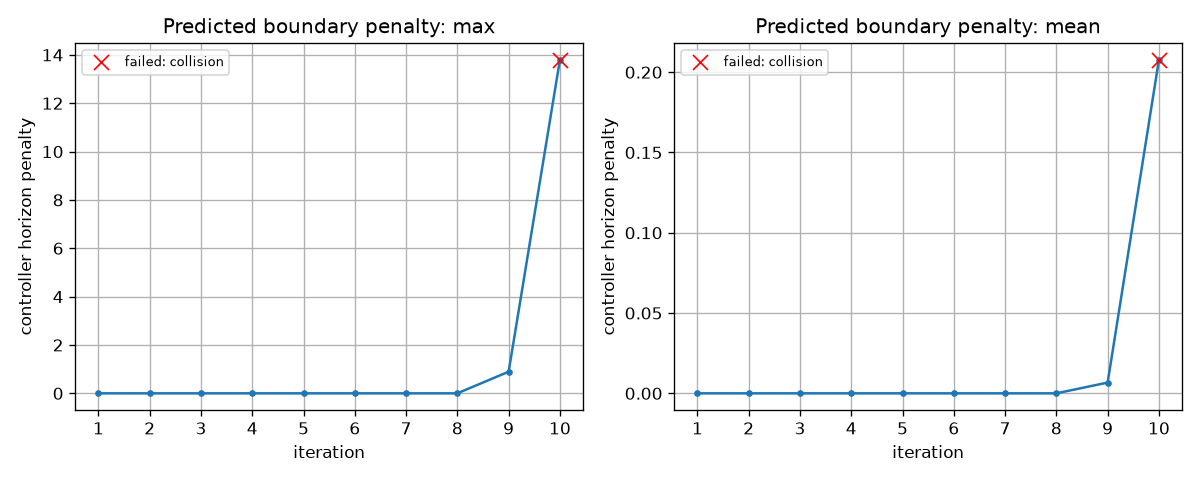 Predicted boundary penalty: max
failed: collision
controller horizon penalty
14
12
10
8
6
4
2
0
1 2 3 4 5 6 7 8 9 10
iteration
Predicted boundary penalty: mean
failed: collision
controller horizon penalty
0.20
0.15
0.10
0.05
0.00
1 2 3 4 5 6 7 8 9 10
iteration